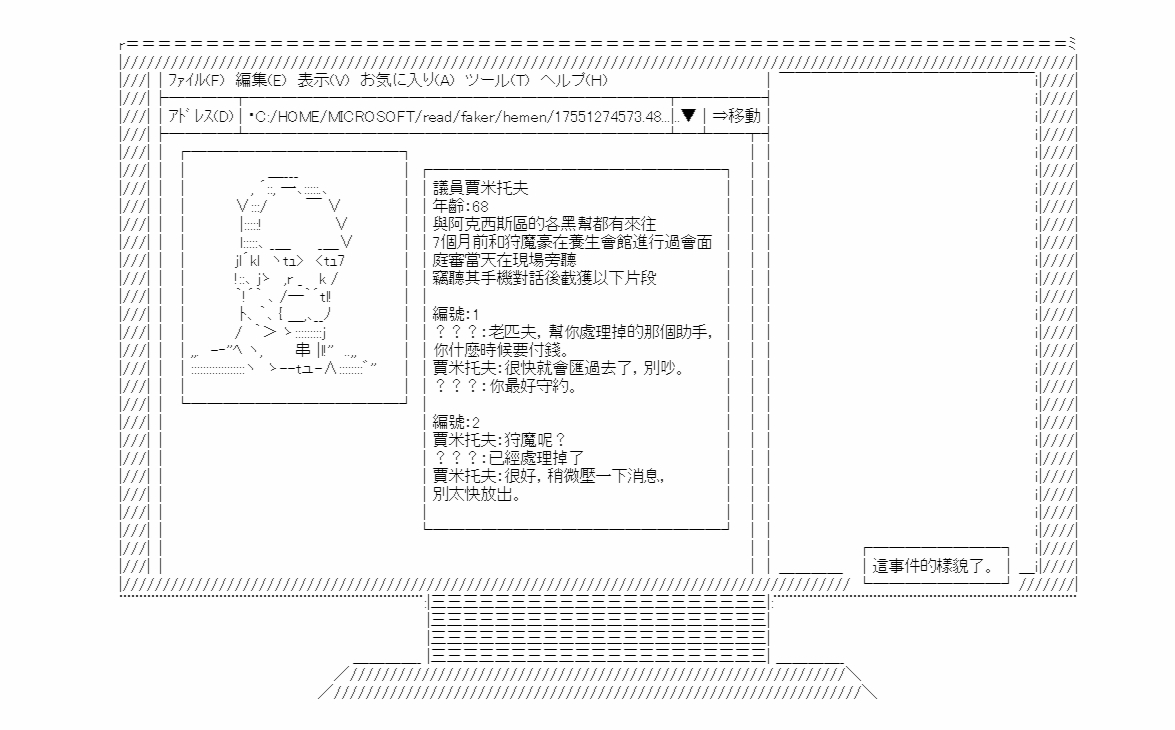 ファイル(F) 編集(E) 表示(V) お気に入り(A) ツール(T) ヘルプ(H)
アドレス(D) ・C:/HOME/MICROSOFT/read/faker/hemen/17551274573.48... ▼ ⇒移動
議員賈米托夫
年齡:68
與阿克西斯區的各黑幫都有來往
7個月前和狩魔豪在養生會館進行過會面
庭審當天在現場旁聽
竊聽其手機對話後截獲以下片段
編號:1
？？？:老匹夫，幫你處理掉的那個助手，
你什麼時候要付錢。
賈米托夫:很快就會匯過去了，別吵。
？？？:你最好守約。
編號:2
賈米托夫:狩魔呢？
？？？:已經處理掉了
賈米托夫:很好，稍微壓一下消息，
別太快放出。
這事件的樣貌了。